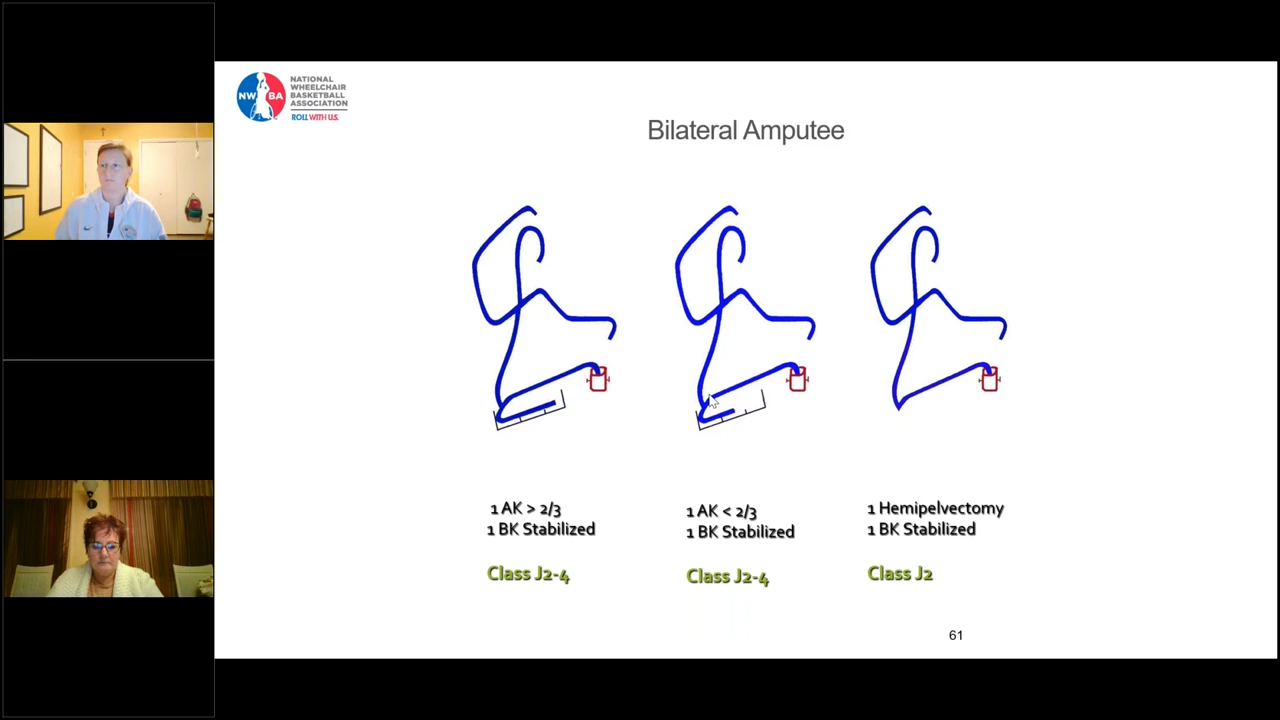 NATIONAL
WHEELCHAIR
BASKETBALL
ASSOCIATION
NWBA
ROLL WITH US.
Bilateral Amputee
1 AK > 2/3
1 BK Stabilized
Class J2-4
1 AK < 2/3
1 BK Stabilized
Class J2-4
1 Hemipelvectomy
1 BK Stabilized
Class J2
61